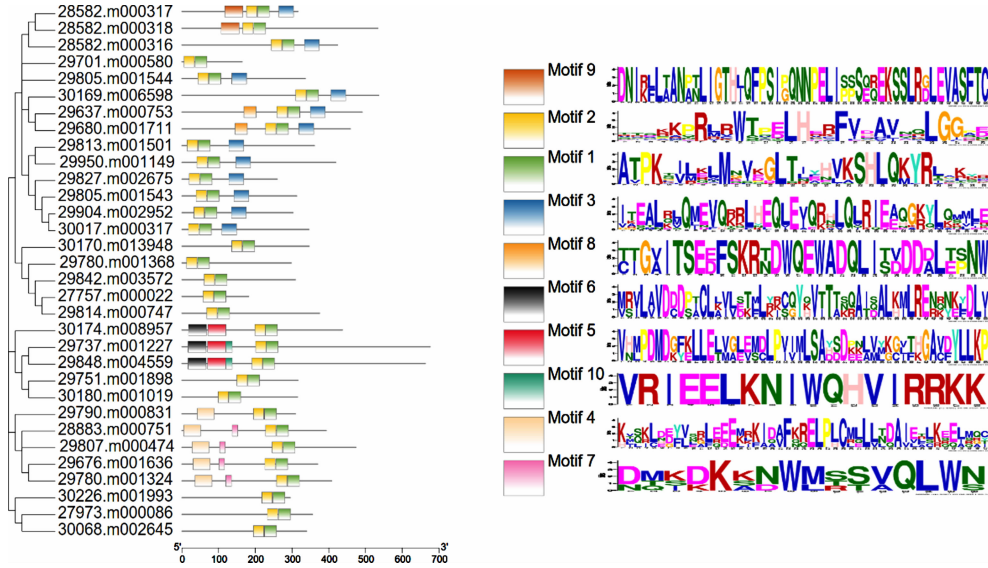 28582.m000317
28582.m000318
28582.m000316
29701.m000580
29805.m001544
30169.m006598
29637.m000753
29680.m001711
29813.m001501
29950.m001149
29827.m002675
29805.m001543
29904.m002952
30017.m000317
30170.m013948
29780.m001368
29842.m003572
27757.m000022
29814.m000747
30174.m008957
29737.m001227
29848.m004559
29751.m001898
30180.m001019
29790.m000831
28883.m000751
29807.m000474
29676.m001636
29780.m001324
30226.m001993
27973.m000086
30068.m002645
5' 3'
0 100 200 300 400 500 600 700
Motif 9
Motif 2
Motif 1
Motif 3
Motif 8
Motif 6
Motif 5
Motif 10
VRIEELKNIWQHVIRRKK
Motif 4
Motif 7